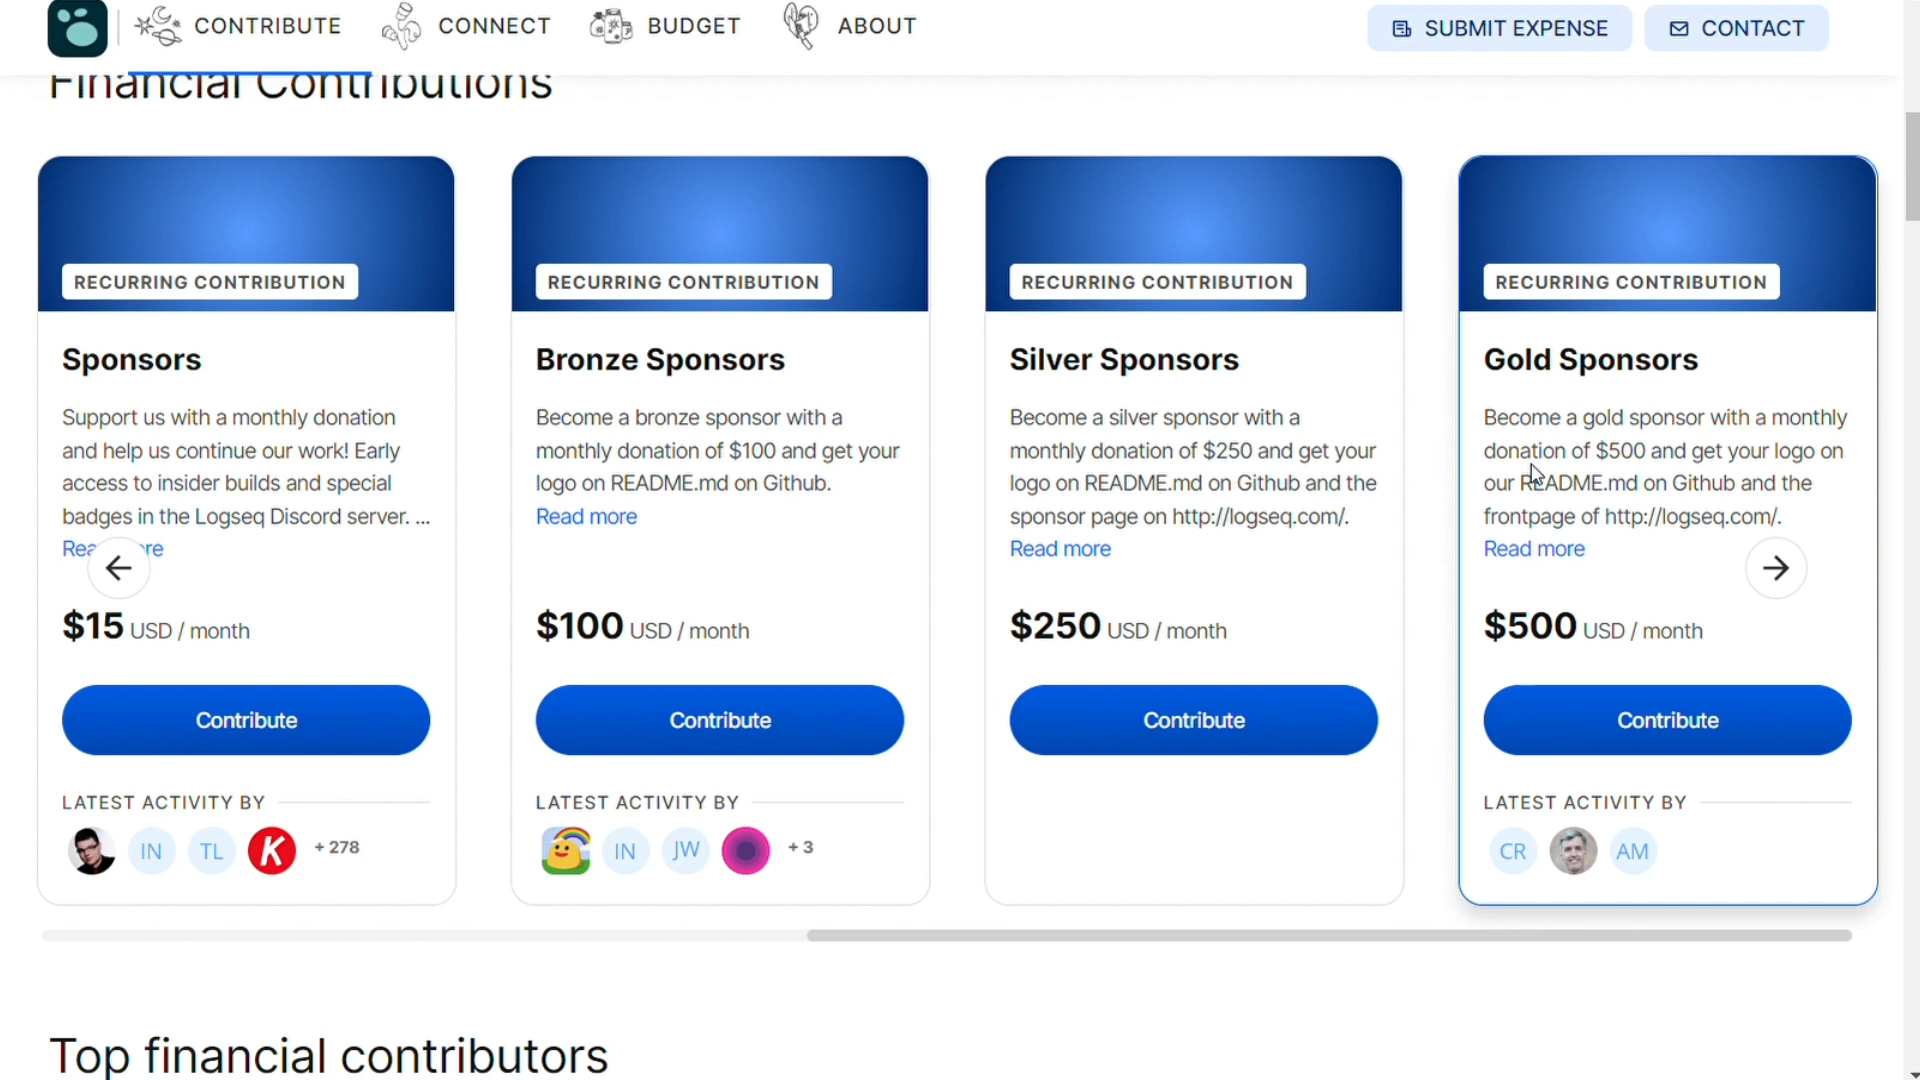 CONTRIBUTE CONNECT BUDGET ABOUT SUBMIT EXPENSE CONTACT
Financial Contributions
RECURRING CONTRIBUTION
Sponsors
Support us with a monthly donation
and help us continue our work! Early
access to insider builds and special
badges in the Logseq Discord server. ...
$15 USD / month
Contribute
LATEST ACTIVITY BY
IN TL K + 278
RECURRING CONTRIBUTION
Bronze Sponsors
Become a bronze sponsor with a
monthly donation of $100 and get your
logo on README.md on Github.
Read more
$100 USD / month
Contribute
LATEST ACTIVITY BY
IN JW + 3
RECURRING CONTRIBUTION
Silver Sponsors
Become a silver sponsor with a
monthly donation of $250 and get your
logo on README.md on Github and the
sponsor page on http://logseq.com/.
Read more
$250 USD / month
Contribute
RECURRING CONTRIBUTION
Gold Sponsors
Become a gold sponsor with a monthly
donation of $500 and get your logo on
our README.md on Github and the
frontpage of http://logseq.com/.
Read more
$500 USD / month
Contribute
LATEST ACTIVITY BY
CR AM
Top financial contributors